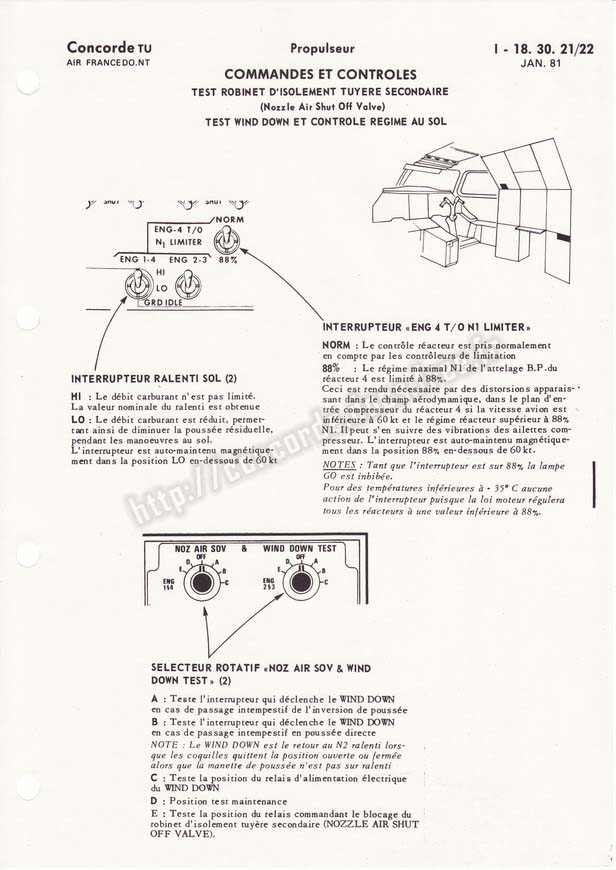 Concorde TU
Propulseur
I - 18. 30. 21/22
AIR FRANCE DO.NT
JAN. 81
COMMANDES ET CONTROLES
TEST ROBINET D'ISOLEMENT TUYERE SECONDAIRE
(Nozzle Air Shut Off Valve)
TEST WIND DOWN ET CONTROLE REGIME AU SOL
SHUT
SHUT
NORM
ENG-4 T/O
N1 LIMITER
ENG 1-4 ENG 2-3 88%
HI
LO
GRD IDLE
INTERRUPTEUR «ENG 4 T/O N1 LIMITER»
NORM : Le contrôle réacteur est pris normalement
en compte par les contrôleurs de limitation
88% : Le régime maximal N1 de l'attelage B.P.du
réacteur 4 est limité à 88%.
Ceci est rendu nécessaire par des distorsions apparais-
sant dans le champ aérodynamique, dans le plan d'en-
trée compresseur du réacteur 4 si la vitesse avion est
inférieure à 60 kt et le régime réacteur supérieur à 88%
N1. Il peut s'en suivre des vibrations des ailettes com-
presseur. L'interrupteur est auto-maintenu magnétique-
ment dans la position 88% en-dessous de 60 kt.
NOTES : Tant que l'interrupteur est sur 88% la lampe
GO est inhibée.
Pour des températures inférieures à - 35° C aucune
action de l'interrupteur puisque la loi moteur régulera
tous les réacteurs à une valeur inférieure à 88%.
INTERRUPTEUR RALENTI SOL (2)
HI : Le débit carburant n'est pas limité.
La valeur nominale du ralenti est obtenue
LO : Le débit carburant est réduit, permet-
tant ainsi de diminuer la poussée résiduelle,
pendant les manoeuvres au sol.
L'interrupteur est auto-maintenu magnétique-
ment dans la position LO en-dessous de 60 kt
NOZ AIR SOV & WIND DOWN TEST
OFF
OFF
D A
D A
E B
E B
ENG
1&4
C
ENG
2&3
C
SELECTEUR ROTATIF «NOZ AIR SOV & WIND
DOWN TEST» (2)
A : Teste l'interrupteur qui déclenche le WIND DOWN
en cas de passage intempestif de l'inversion de poussée
B : Teste l'interrupteur qui déclenche le WIND DOWN
en cas de passage intempestif en poussée directe
NOTE : Le WIND DOWN est le retour au N2 ralenti lors-
que les coquilles quittent la position ouverte ou fermée
alors que la manette de poussée n'est pas sur ralenti
C : Teste la position du relais d'alimentation électrique
du WIND DOWN
D : Position test maintenance
E : Teste la position du relais commandant le blocage du
robinet d'isolement tuyère secondaire (NOZZLE AIR SHUT
OFF VALVE).